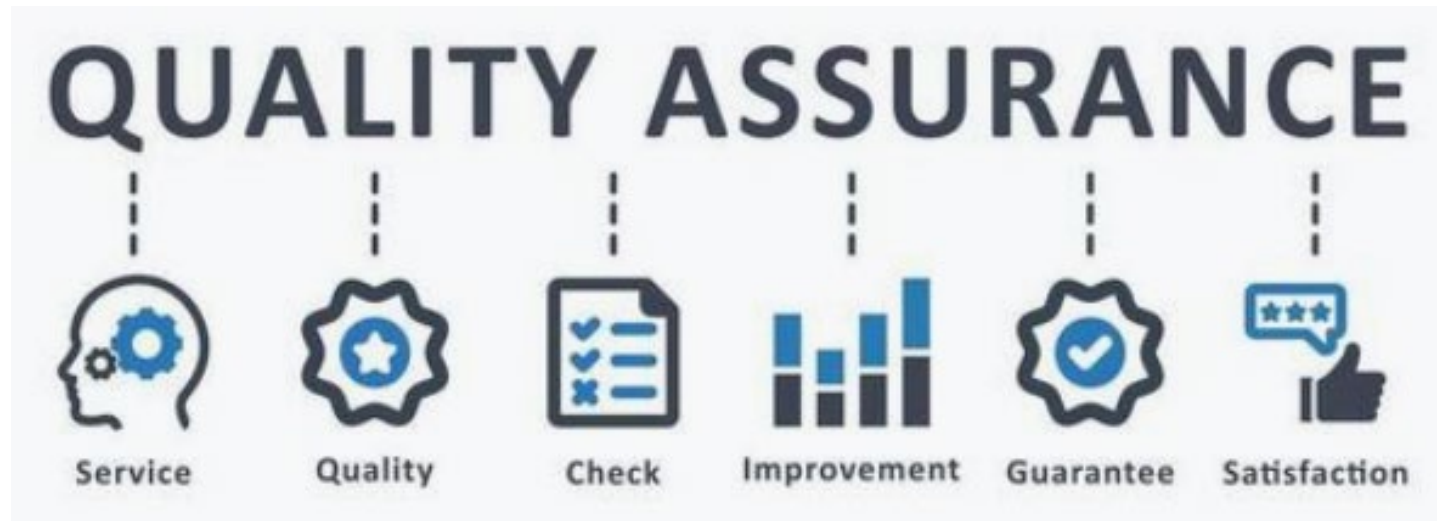 QUALITY ASSURANCE
Service Quality Check Improvement Guarantee Satisfaction